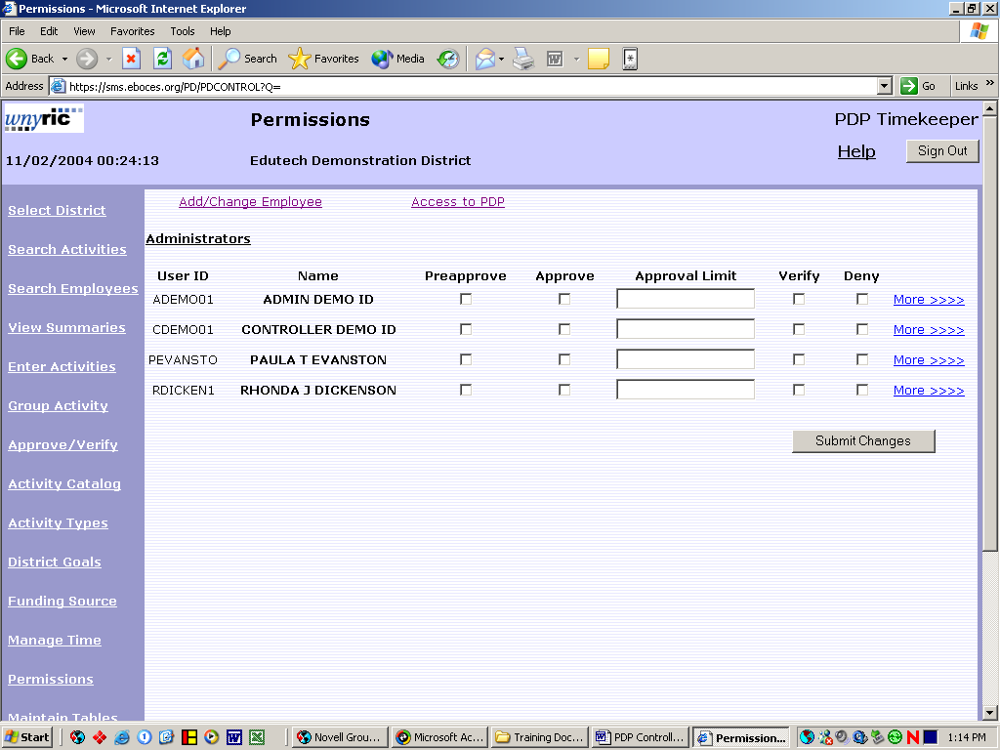 Permissions - Microsoft Internet Explorer
File Edit View Favorites Tools Help
Back Search Favorites Media
Address https://sms.eboces.org/PD/PDCONTROL?Q= Go Links »
wnyric Permissions PDP Timekeeper
11/02/2004 00:24:13 Edutech Demonstration District Help Sign Out
Add/Change Employee Access to PDP
Select District
Search Activities
Search Employees
View Summaries
Enter Activities
Group Activity
Approve/Verify
Activity Catalog
Activity Types
District Goals
Funding Source
Manage Time
Permissions
Maintain Tables
Administrators
User ID Name Preapprove Approve Approval Limit Verify Deny
ADEMO01 ADMIN DEMO ID More >>>>
CDEMO01 CONTROLLER DEMO ID More >>>>
PEVANSTO PAULA T EVANSTON More >>>>
RDICKEN1 RHONDA J DICKENSON More >>>>
Submit Changes
Start Novell Grou... Microsoft Ac... Training Doc... PDP Controll... Permission... 1:14 PM